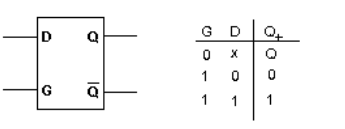 D Q
G Q̅
G D Q+
0 x Q
1 0 0
1 1 1